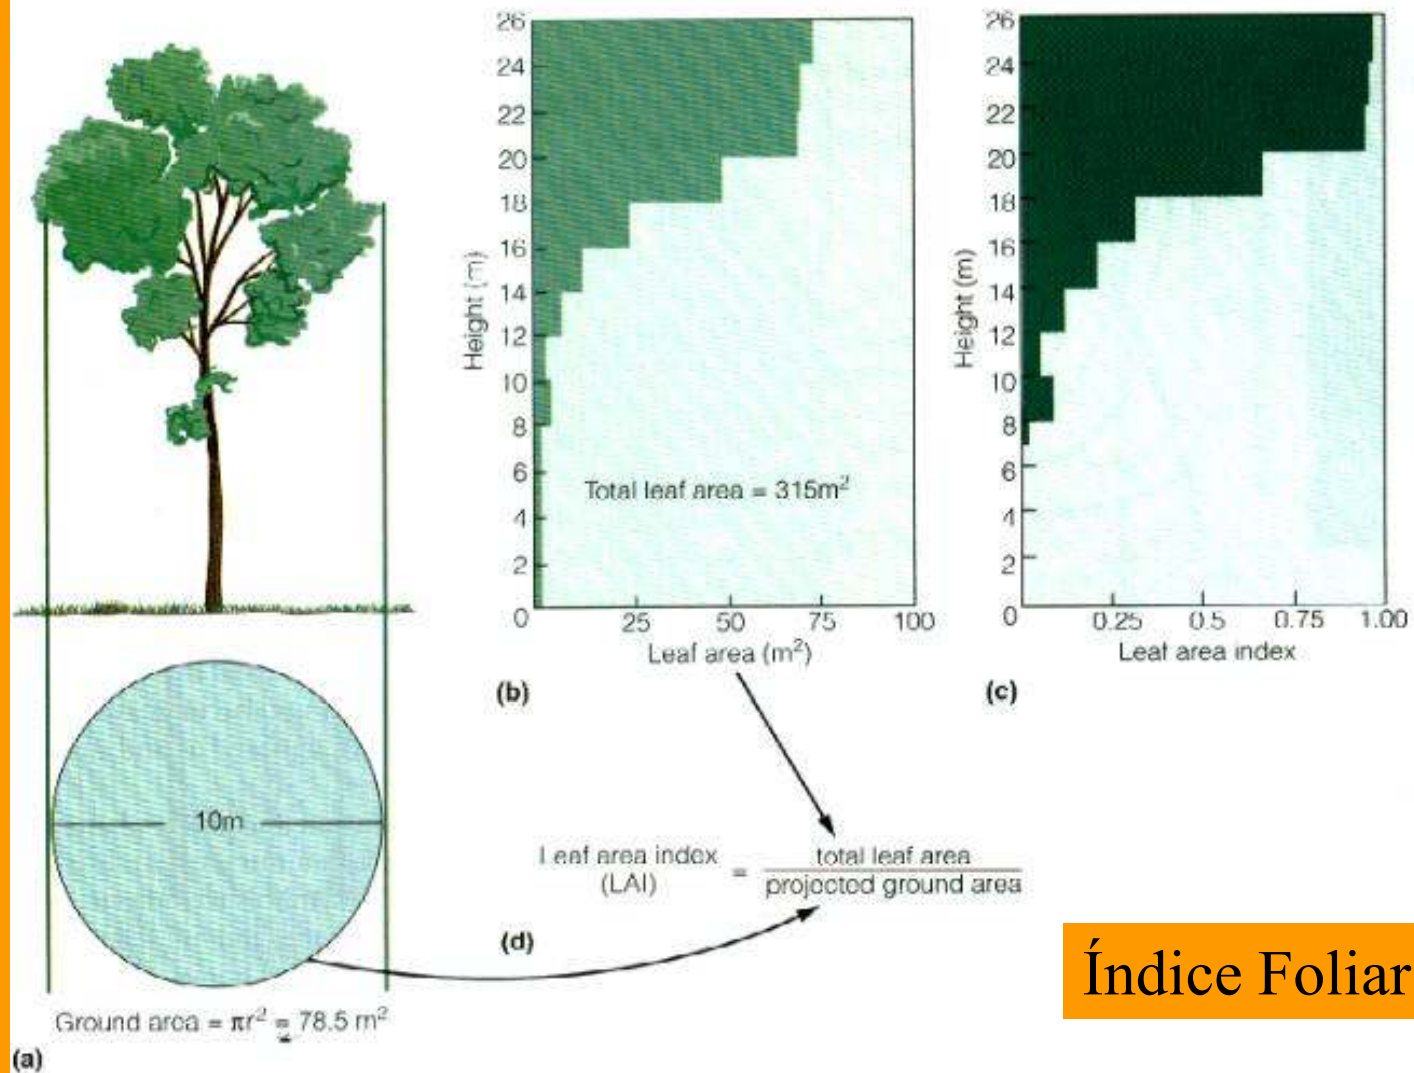 10m
Ground area = πr² = 78.5 m²
(a)
26
24
22
20
18
16
14
12
10
8
6
4
2
0
Height (m)
Total leaf area = 315m²
25 50 75 100
Leaf area (m²)
(b)
26
24
22
20
18
16
14
12
10
8
6
4
2
0
Height (m)
0.25 0.5 0.75 1.00
Leaf area index
(c)
Leaf area index
(LAI)
=
total leaf area
projected ground area
(d)
Índice Foliar